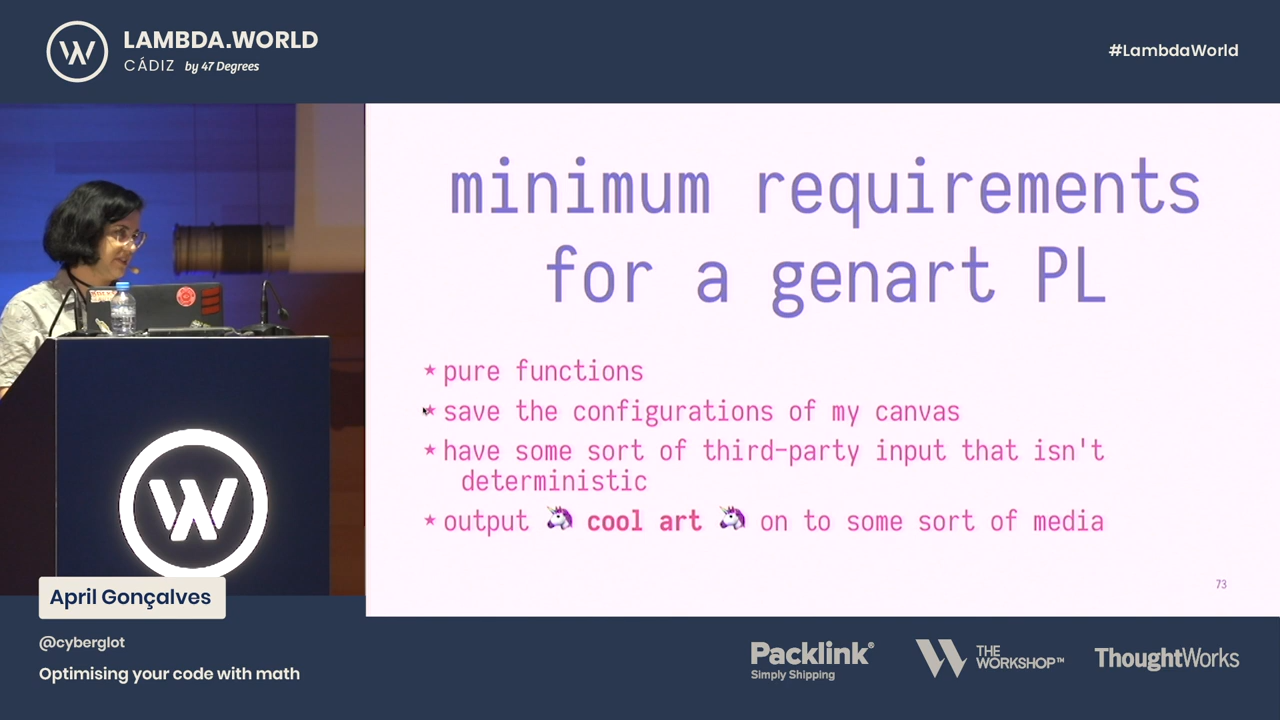 LAMBDA.WORLD
CÁDIZ by 47 Degrees
#LambdaWorld
minimum requirements
for a genart PL
★ pure functions
★ save the configurations of my canvas
★ have some sort of third-party input that isn't
deterministic
★ output 🦄 cool art 🦄 on to some sort of media
73
W
April Gonçalves
@cyberglot
Optimising your code with math
Packlink®
Simply Shipping
THE
WORKSHOP™
ThoughtWorks